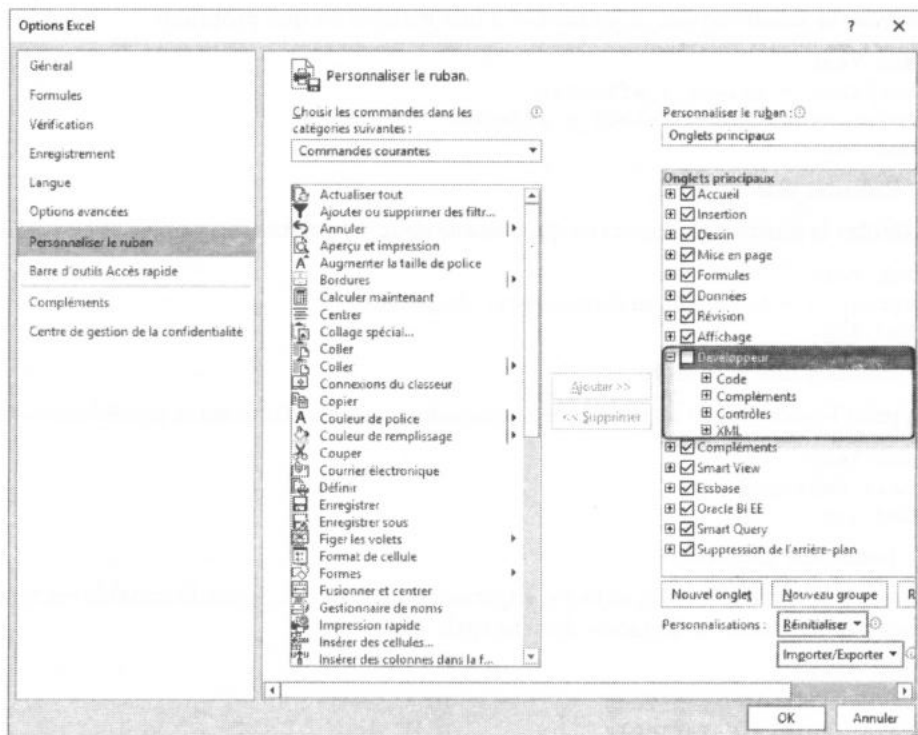 Options Excel
? X
Géneral
Formules
Vérification
Enregistrement
Langue
Options avancées
Personnaliser le ruban
Barre d'outils Accès rapide
Compléments
Centre de gestion de la confidentialité
Personnaliser le ruban.
Choisir les commandes dans les
catégories suivantes :
Commandes courantes
Actualiser tout
Ajouter ou supprimer des filtr...
Annuler
Aperçu et impression
Augmenter la taille de police
Bordures
Calculer maintenant
Centrer
Collage spécial...
Coller
Coller
Connexions du classeur
Copier
Couleur de police
Couleur de remplissage
Couper
Courrier électronique
Définir
Enregistrer
Enregistrer sous
Figer les volets
Format de cellule
Formes
Fusionner et centrer
Gestionnaire de noms
Impression rapide
Insérer des cellules...
Insérer des colonnes dans la f...
Ajouter >>
<< Supprimer
Personnaliser le ruban :
Onglets principaux
Onglets principaux
Accueil
Insertion
Dessin
Mise en page
Formules
Données
Révision
Affichage
Développeur
Code
Compléments
Contrôles
XML
Compléments
Smart View
Essbase
Oracle BI EE
Smart Query
Suppression de l'arrière-plan
Nouvel onglet
Nouveau groupe
R
Personnalisations :
Réinitialiser
Importer/Exporter
OK
Annuler